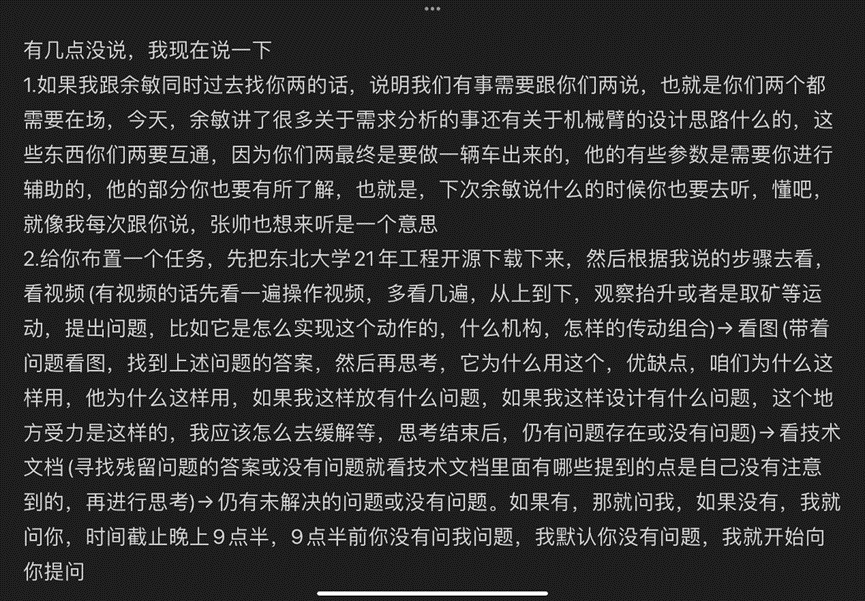 有几点没说，我现在说一下
1.如果我跟余敏同时过去找你两的话，说明我们有事需要跟你们两说，也就是你们两个都
需要在场，今天，余敏讲了很多关于需求分析的事还有关于机械臂的设计思路什么的，这
些东西你们两要互通，因为你们两最终是要做一辆车出来的，他的有些参数是需要你进行
辅助的，他的部分你也要有所了解，也就是，下次余敏说什么的时候你也要去听，懂吧，
就像我每次跟你说，张帅也想来听是一个意思
2.给你布置一个任务，先把东北大学21年工程开源下载下来，然后根据我说的步骤去看，
看视频(有视频的话先看一遍操作视频，多看几遍，从上到下，观察抬升或者是取矿等运
动，提出问题，比如它是怎么实现这个动作的，什么机构，怎样的传动组合)→看图(带着
问题看图，找到上述问题的答案，然后再思考，它为什么用这个，优缺点，咱们为什么这
样用，他为什么这样用，如果我这样放有什么问题，如果我这样设计有什么问题，这个地
方受力是这样的，我应该怎么去缓解等，思考结束后，仍有问题存在或没有问题)→看技术
文档(寻找残留问题的答案或没有问题就看技术文档里面有哪些提到的点是自己没有注意
到的，再进行思考)→仍有未解决的问题或没有问题。如果有，那就问我，如果没有，我就
问你，时间截止晚上9点半，9点半前你没有问我问题，我默认你没有问题，我就开始向
你提问